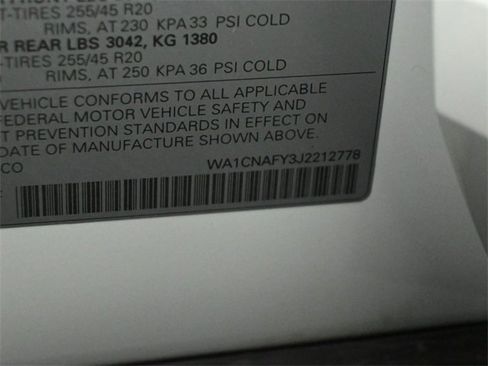 T-TIRES 255/45 R20
RIMS, AT 230 KPA 33 PSI COLD
R REAR LBS 3042, KG 1380
-TIRES 255/45 R20
RIMS, AT 250 KPA 36 PSI COLD
VEHICLE CONFORMS TO ALL APPLICABLE
FEDERAL MOTOR VEHICLE SAFETY AND
T PREVENTION STANDARDS IN EFFECT ON
DATE OF MANUFACTURE SHOWN ABOVE.
CO
WA1CNAFY3J2212778